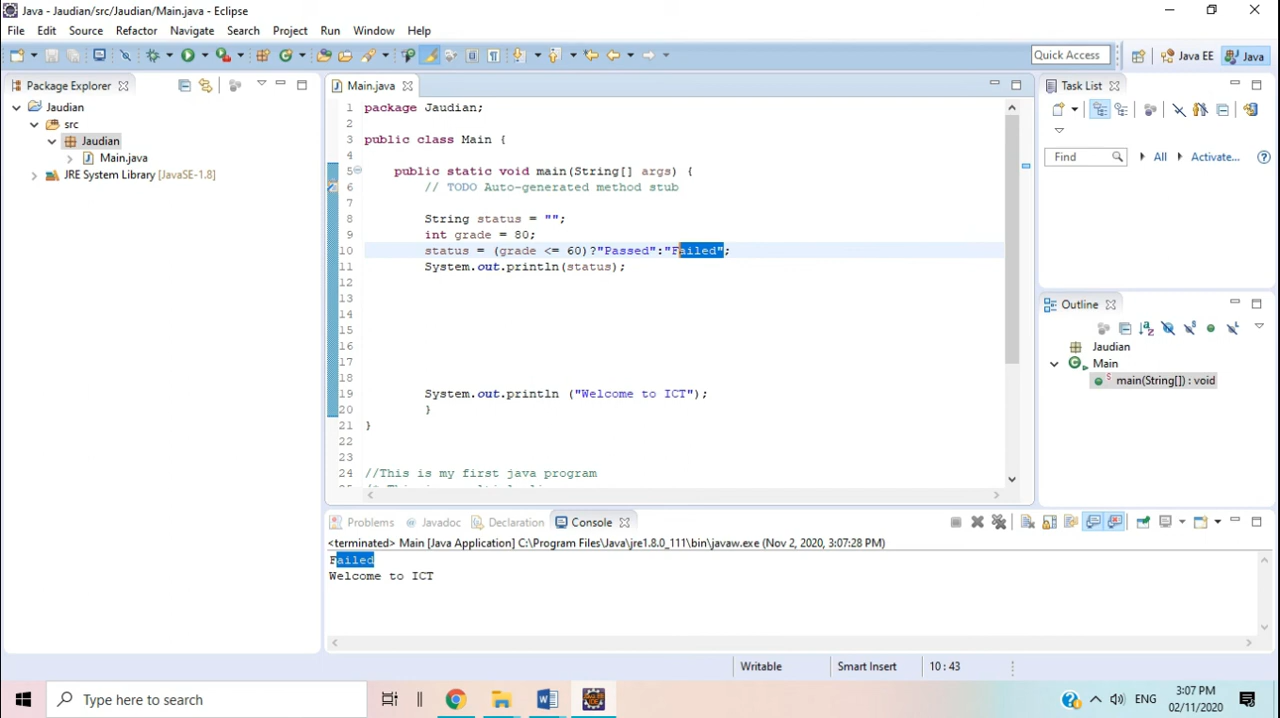 Java - Jaudian/src/Jaudian/Main.java - Eclipse
File Edit Source Refactor Navigate Search Project Run Window Help
Quick Access
Java EE
Java
Package Explorer
Jaudian
src
Jaudian
Main.java
JRE System Library [JavaSE-1.8]
Main.java
1 package Jaudian;
2
3 public class Main {
4
5 public static void main(String[] args) {
6 // TODO Auto-generated method stub
7
8 String status = "";
9 int grade = 80;
10 status = (grade <= 60)?"Passed":"Failed";
11 System.out.println(status);
12
13
14
15
16
17
18
19 System.out.println ("Welcome to ICT");
20 }
21 }
22
23
24 //This is my first java program
Task List
Find
All
Activate...
Outline
Jaudian
Main
main(String[]) : void
Problems
Javadoc
Declaration
Console
<terminated> Main [Java Application] C:\Program Files\Java\jre1.8.0_111\bin\javaw.exe (Nov 2, 2020, 3:07:28 PM)
Failed
Welcome to ICT
Writable
Smart Insert
10 : 43
Type here to search
ENG
3:07 PM
02/11/2020